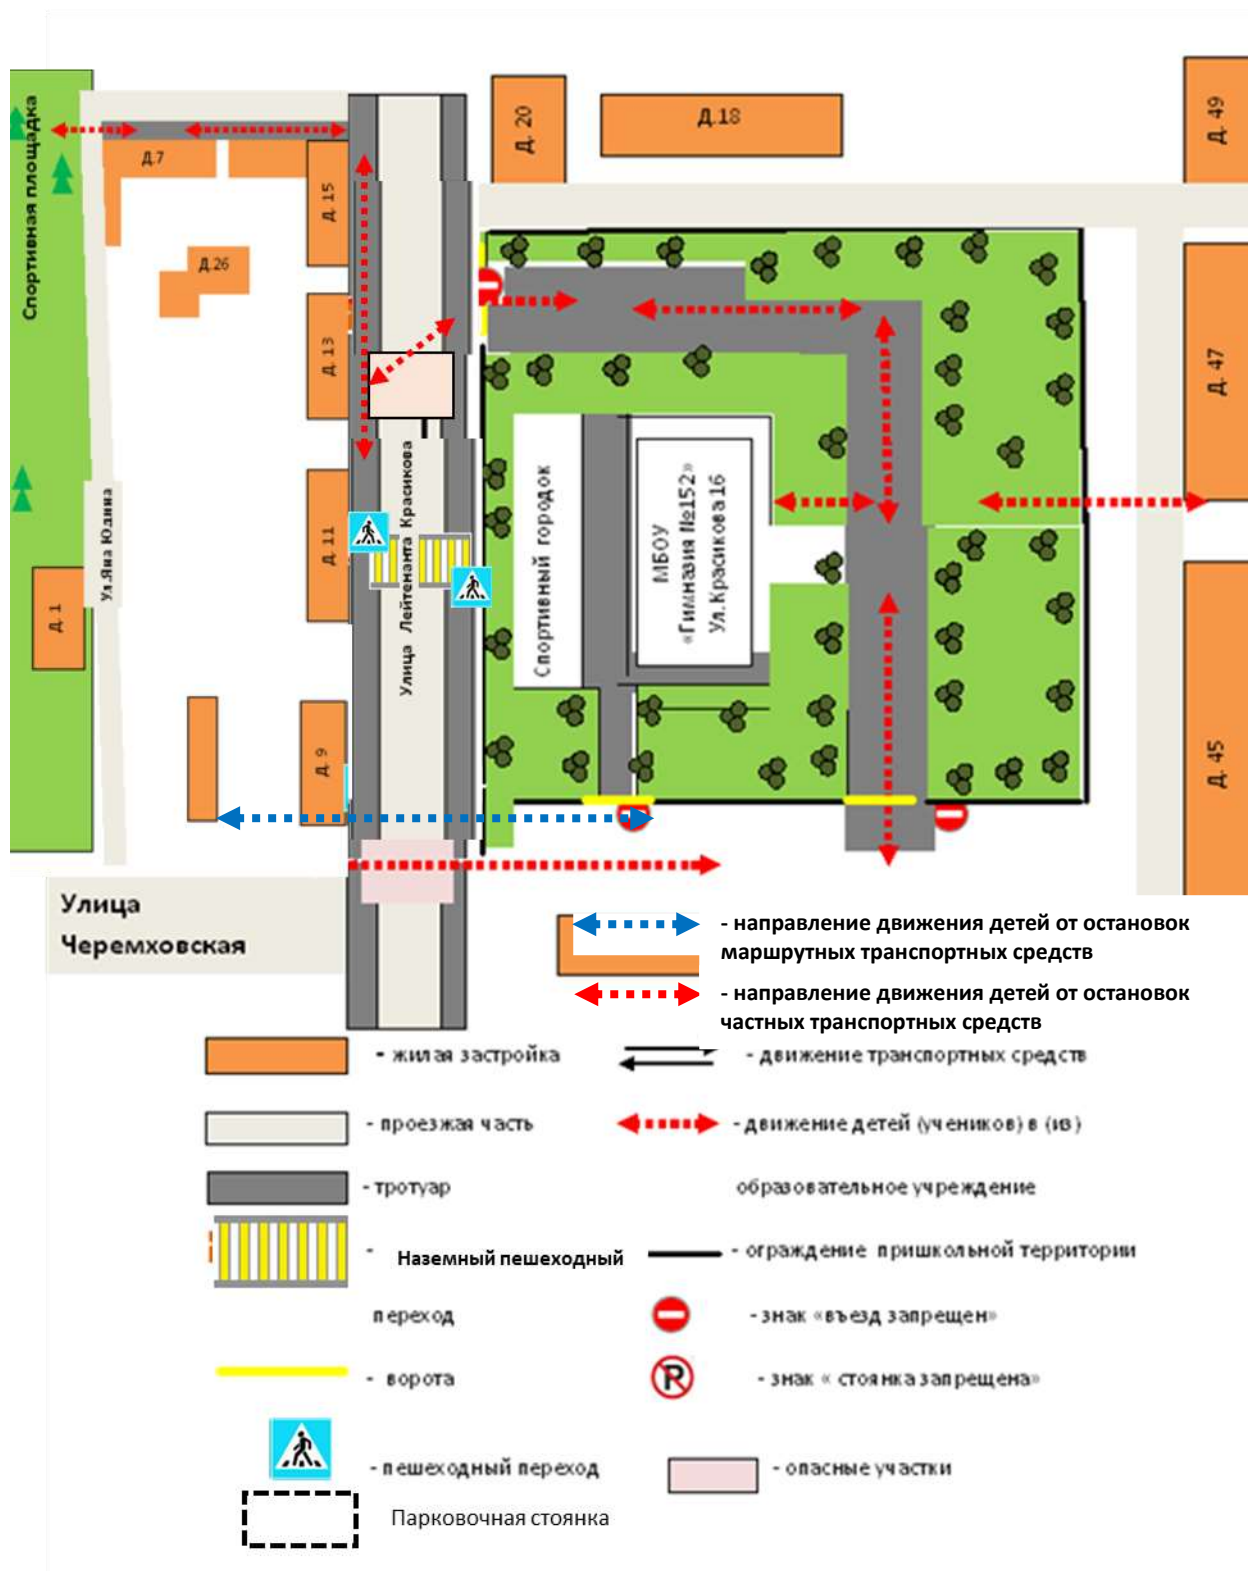 Спортивная площадка
Д.7
Д. 15
Д.26
Д. 13
Д. 11
Д. 9
Д. 1
Ул.Яна Юдина
Улица Лейтенанта Красикова
Д. 20
Д.18
Д. 49
Д. 47
Д. 45
Спортивный городок
МБОУ
«Гимназия №152»
Ул.Красикова 16
Улица
Черемховская
- направление движения детей от остановок
маршрутных транспортных средств
- направление движения детей от остановок
частных транспортных средств
- жилая застройка
- движение транспортных средств
- проезжая часть
- движение детей (учеников) в (из)
- тротуар
образовательное учреждение
- Наземный пешеходный
- ограждение пришкольной территории
переход
- знак «въезд запрещен»
- ворота
P
- знак « стоянка запрещена»
- пешеходный переход
- опасные участки
Парковочная стоянка